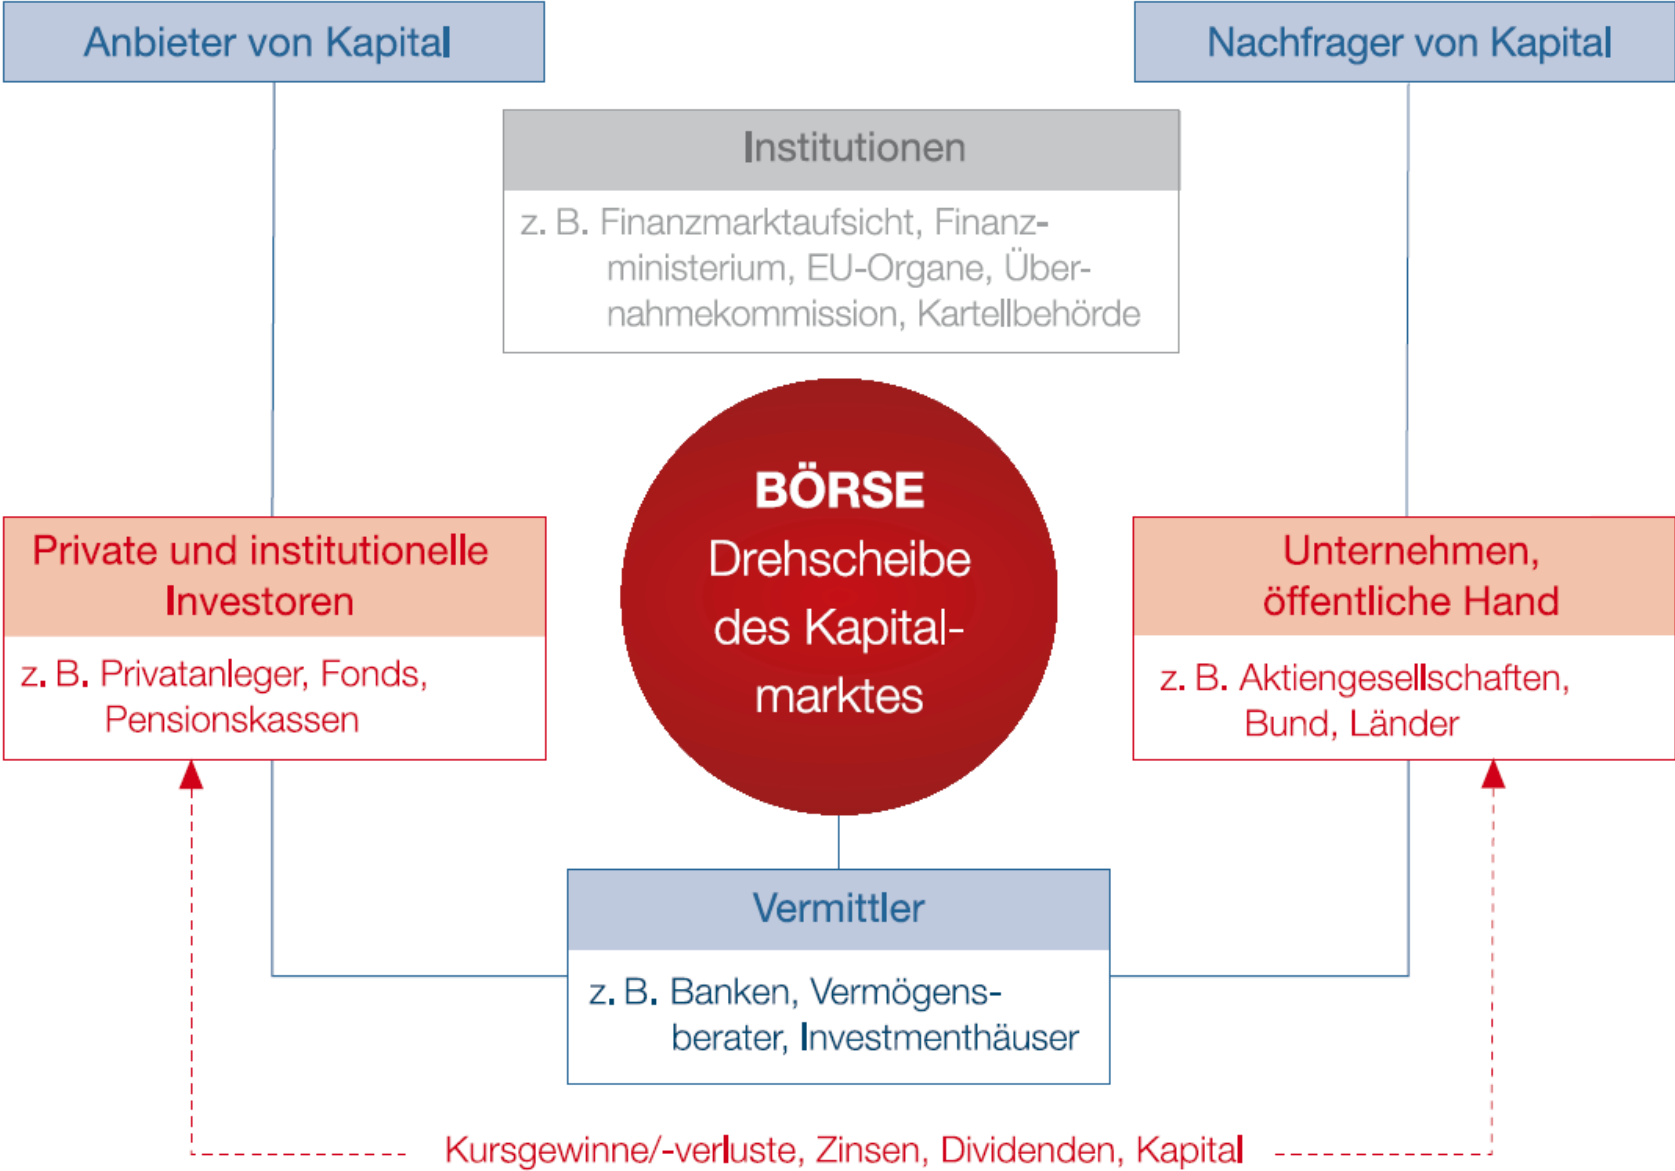 Anbieter von Kapital
Nachfrager von Kapital
Institutionen
z. B. Finanzmarktaufsicht, Finanz-
ministerium, EU-Organe, Über-
nahmekommission, Kartellbehörde
BÖRSE
Drehscheibe
des Kapital-
marktes
Private und institutionelle
Investoren
z. B. Privatanleger, Fonds,
Pensionskassen
Unternehmen,
öffentliche Hand
z. B. Aktiengesellschaften,
Bund, Länder
Vermittler
z. B. Banken, Vermögens-
berater, Investmenthäuser
Kursgewinne/-verluste, Zinsen, Dividenden, Kapital